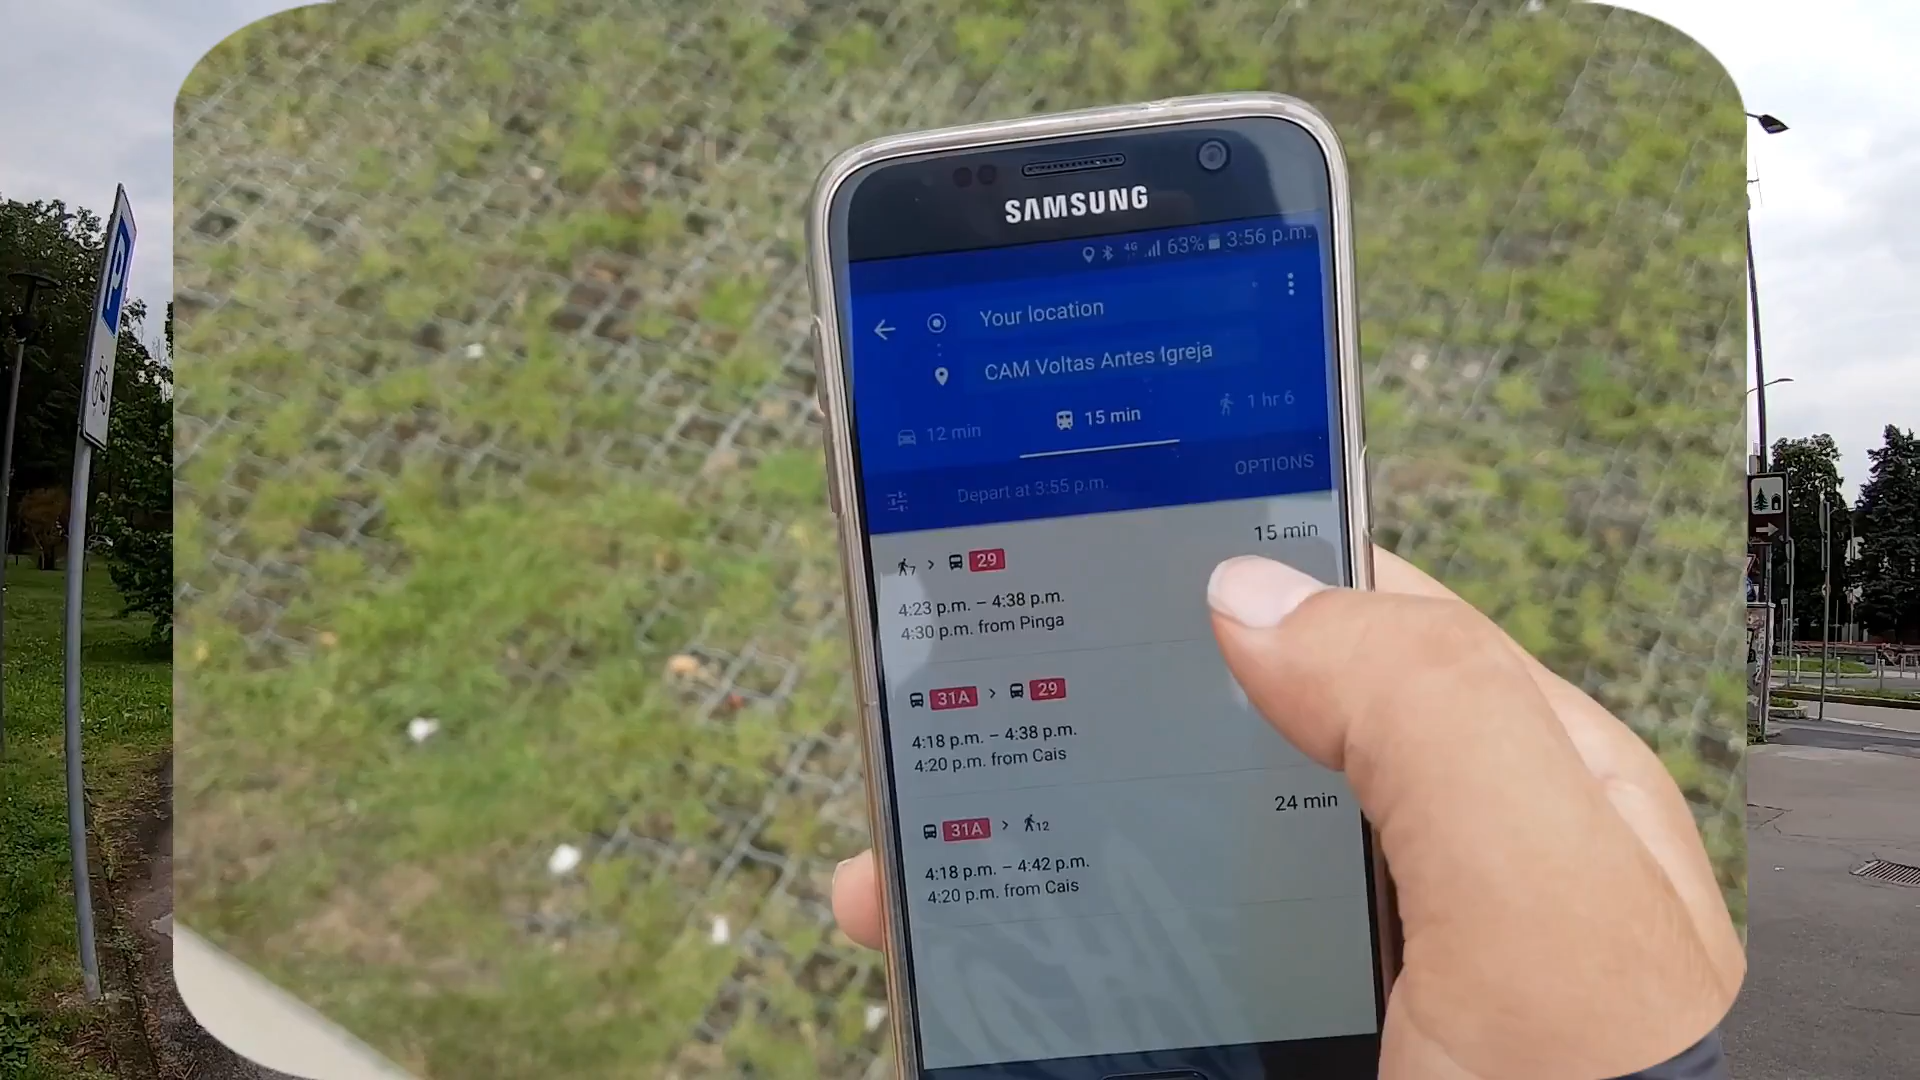 P
SAMSUNG
4G 63% 3:56 p.m.
Your location
CAM Voltas Antes Igreja
12 min 15 min 1 hr 6
OPTIONS
Depart at 3:55 p.m.
15 min
7 > 29
4:23 p.m. – 4:38 p.m.
4:30 p.m. from Pinga
31A > 29
4:18 p.m. – 4:38 p.m.
4:20 p.m. from Cais
24 min
31A > 12
4:18 p.m. – 4:42 p.m.
4:20 p.m. from Cais